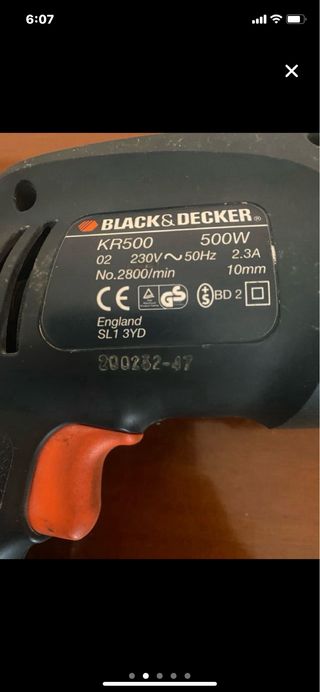 6:07
BLACK&DECKER®
KR500 500W
02 230V~50Hz 2.3A
No.2800/min 10mm
CE GS S BD 2
England
SL1 3YD
200232-47